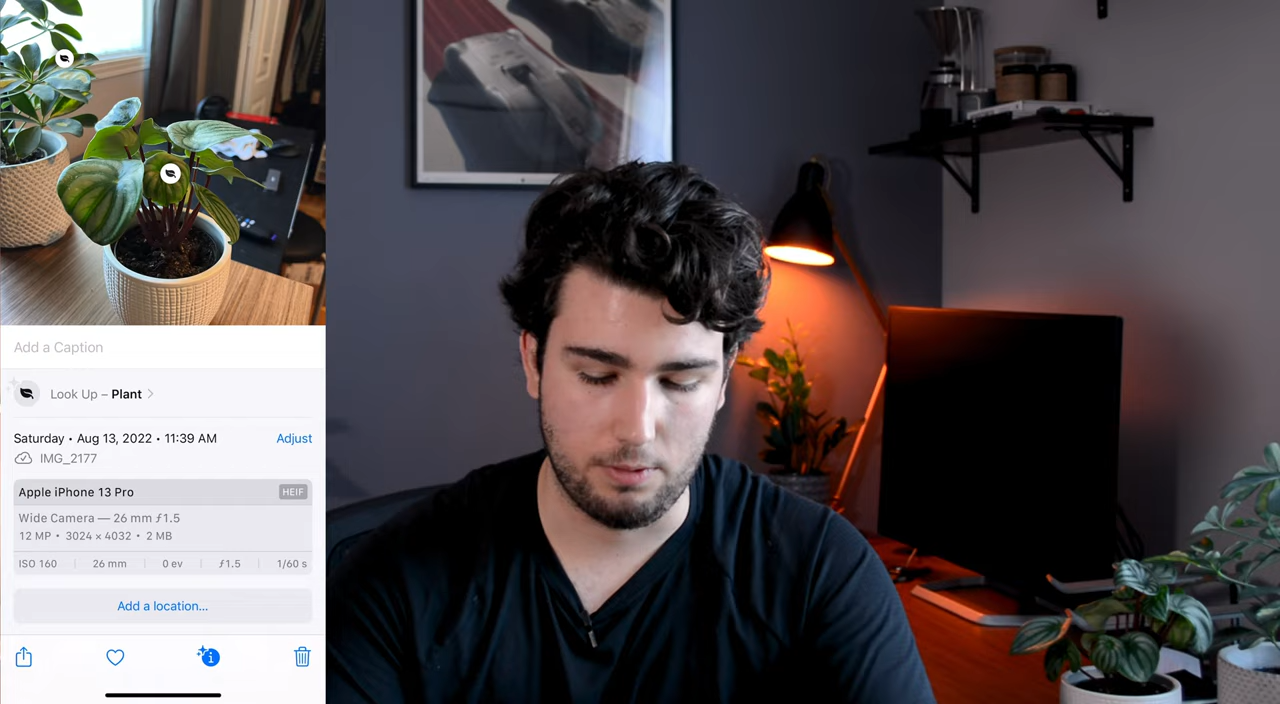 Add a Caption
Look Up – Plant
Saturday • Aug 13, 2022 • 11:39 AM Adjust
IMG_2177
Apple iPhone 13 Pro HEIF
Wide Camera — 26 mm ƒ1.5
12 MP • 3024 × 4032 • 2 MB
ISO 160 26 mm 0 ev ƒ1.5 1/60 s
Add a location...